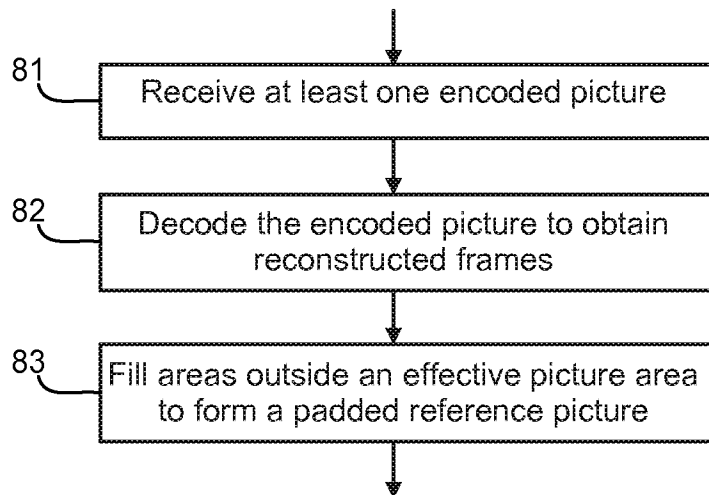 81
Receive at least one encoded picture
82
Decode the encoded picture to obtain
reconstructed frames
83
Fill areas outside an effective picture area
to form a padded reference picture